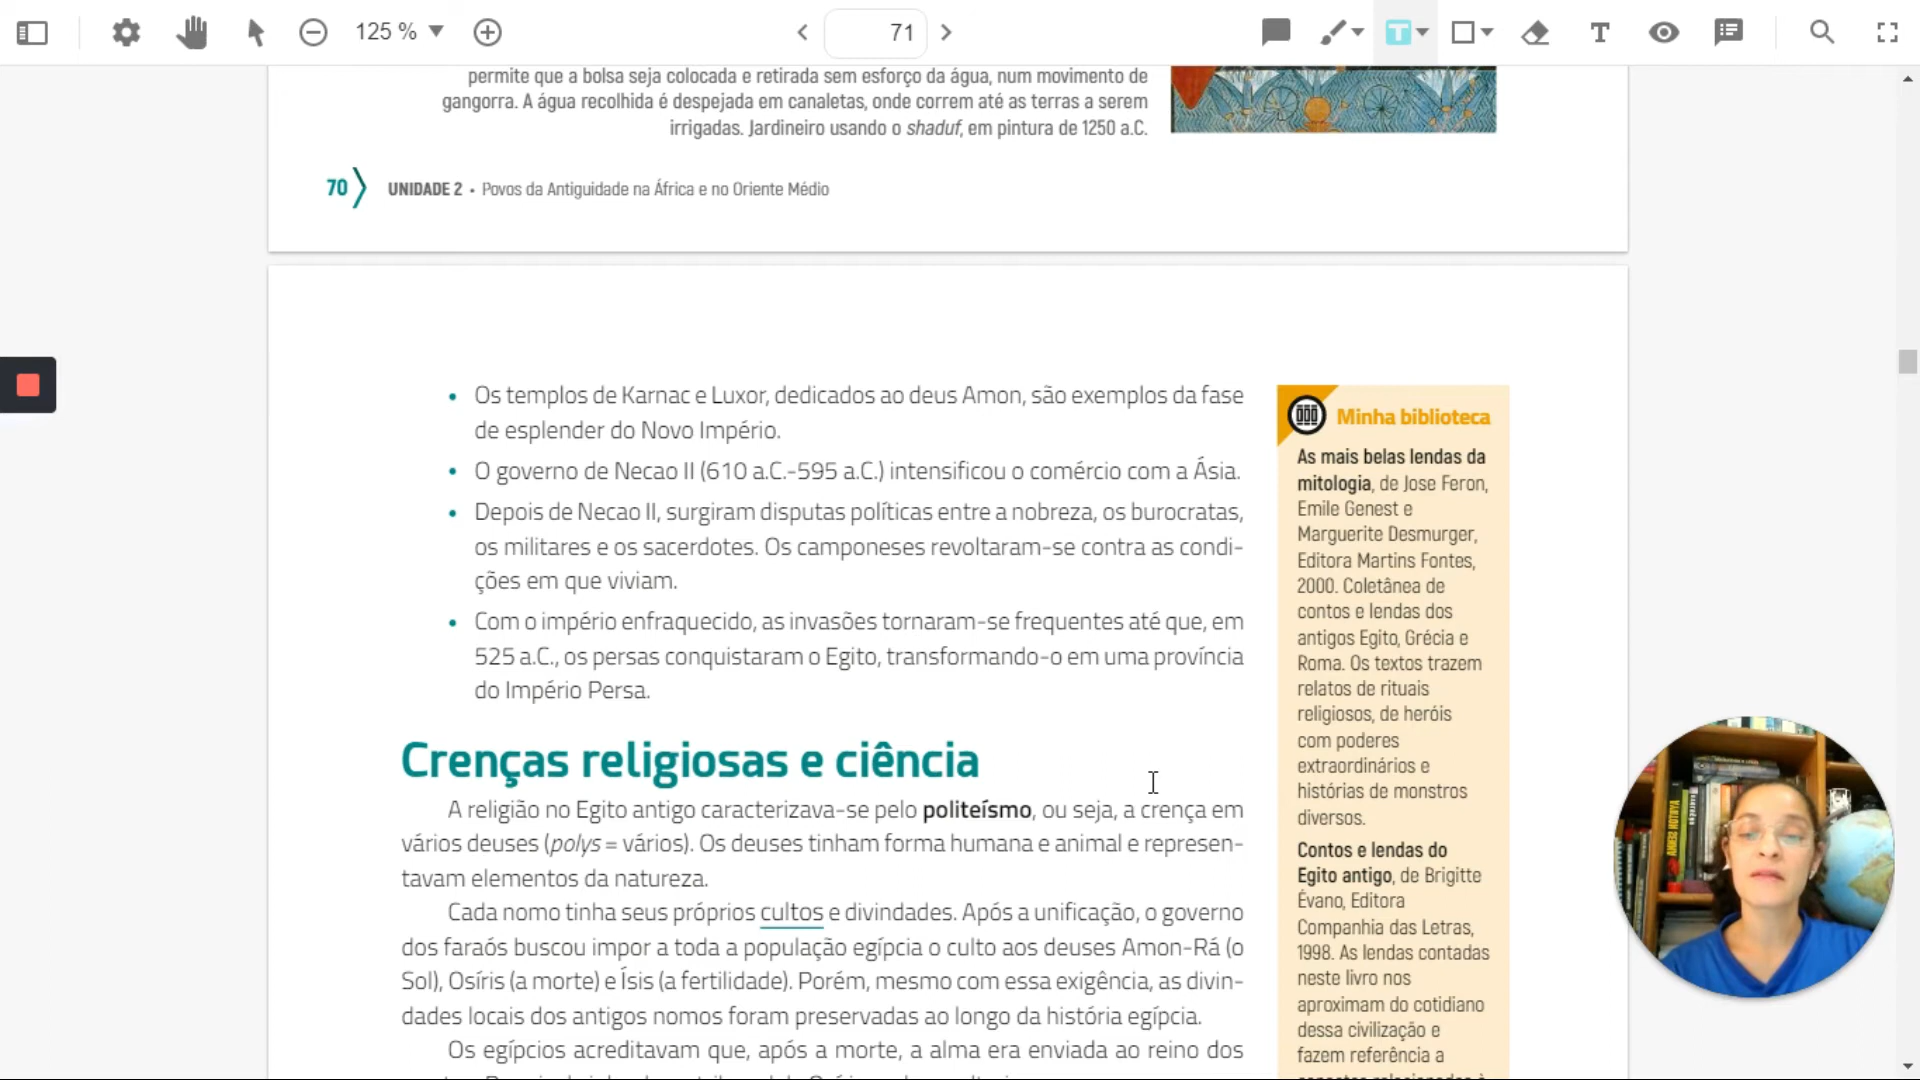 125 %
71
permite que a bolsa seja colocada e retirada sem esforço da água, num movimento de
gangorra. A água recolhida é despejada em canaletas, onde correm até as terras a serem
irrigadas. Jardineiro usando o shaduf, em pintura de 1250 a.C.
70 UNIDADE 2 • Povos da Antiguidade na África e no Oriente Médio
• Os templos de Karnac e Luxor, dedicados ao deus Amon, são exemplos da fase
de esplender do Novo Império.
• O governo de Necao II (610 a.C.-595 a.C.) intensificou o comércio com a Ásia.
• Depois de Necao II, surgiram disputas políticas entre a nobreza, os burocratas,
os militares e os sacerdotes. Os camponeses revoltaram-se contra as condi-
ções em que viviam.
• Com o império enfraquecido, as invasões tornaram-se frequentes até que, em
525 a.C., os persas conquistaram o Egito, transformando-o em uma província
do Império Persa.
Crenças religiosas e ciência
A religião no Egito antigo caracterizava-se pelo politeísmo, ou seja, a crença em
vários deuses (polys = vários). Os deuses tinham forma humana e animal e represen-
tavam elementos da natureza.
Cada nomo tinha seus próprios cultos e divindades. Após a unificação, o governo
dos faraós buscou impor a toda a população egípcia o culto aos deuses Amon-Rá (o
Sol), Osíris (a morte) e Ísis (a fertilidade). Porém, mesmo com essa exigência, as divin-
dades locais dos antigos nomos foram preservadas ao longo da história egípcia.
Os egípcios acreditavam que, após a morte, a alma era enviada ao reino dos
Minha biblioteca
As mais belas lendas da
mitologia, de Jose Feron,
Emile Genest e
Marguerite Desmurger,
Editora Martins Fontes,
2000. Coletânea de
contos e lendas dos
antigos Egito, Grécia e
Roma. Os textos trazem
relatos de rituais
religiosos, de heróis
com poderes
extraordinários e
histórias de monstros
diversos.
Contos e lendas do
Egito antigo, de Brigitte
Évano, Editora
Companhia das Letras,
1998. As lendas contadas
neste livro nos
aproximam do cotidiano
dessa civilização e
fazem referência a